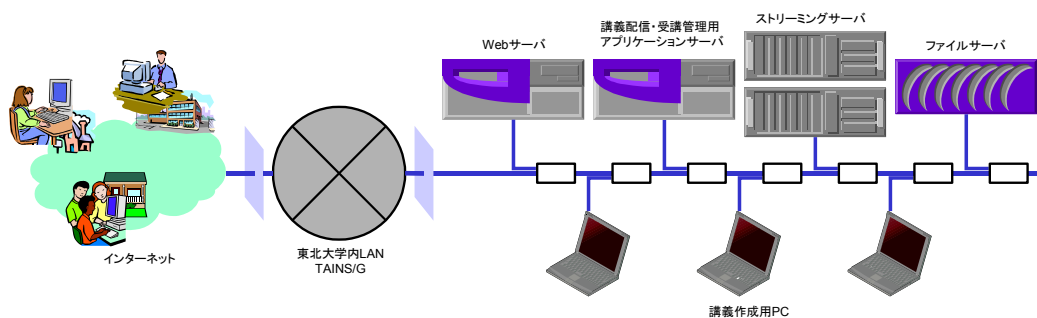 Webサーバ
講義配信・受講管理用
アプリケーションサーバ
ストリーミングサーバ
ファイルサーバ
インターネット
東北大学内LAN
TAINS/G
講義作成用PC